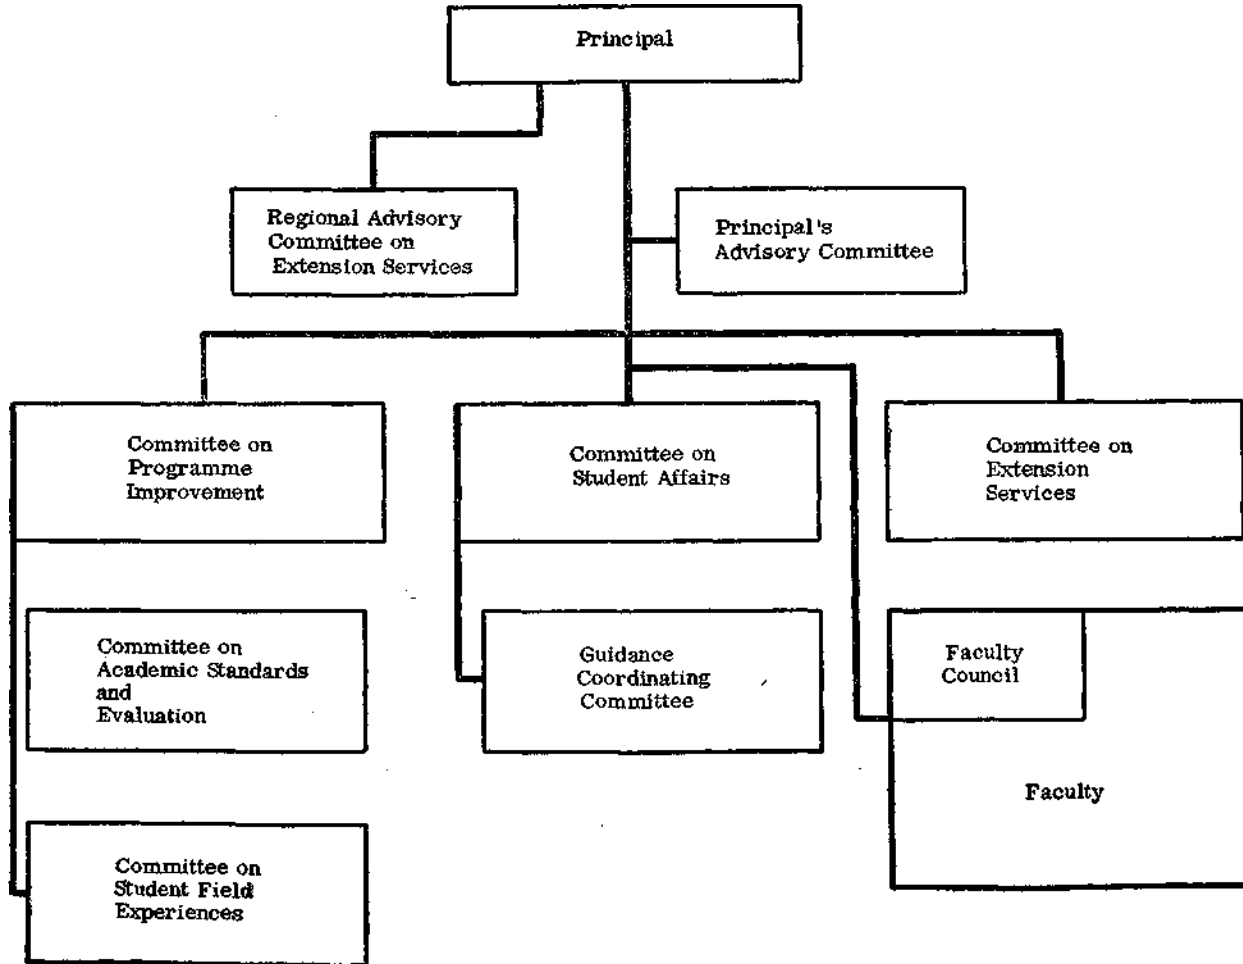 Principal
Regional Advisory
Committee on
Extension Services
Principal's
Advisory Committee
Committee on
Programme
Improvement
Committee on
Student Affairs
Committee on
Extension
Services
Committee on
Academic Standards
and
Evaluation
Guidance
Coordinating
Committee
Faculty
Council
Faculty
Committee on
Student Field
Experiences